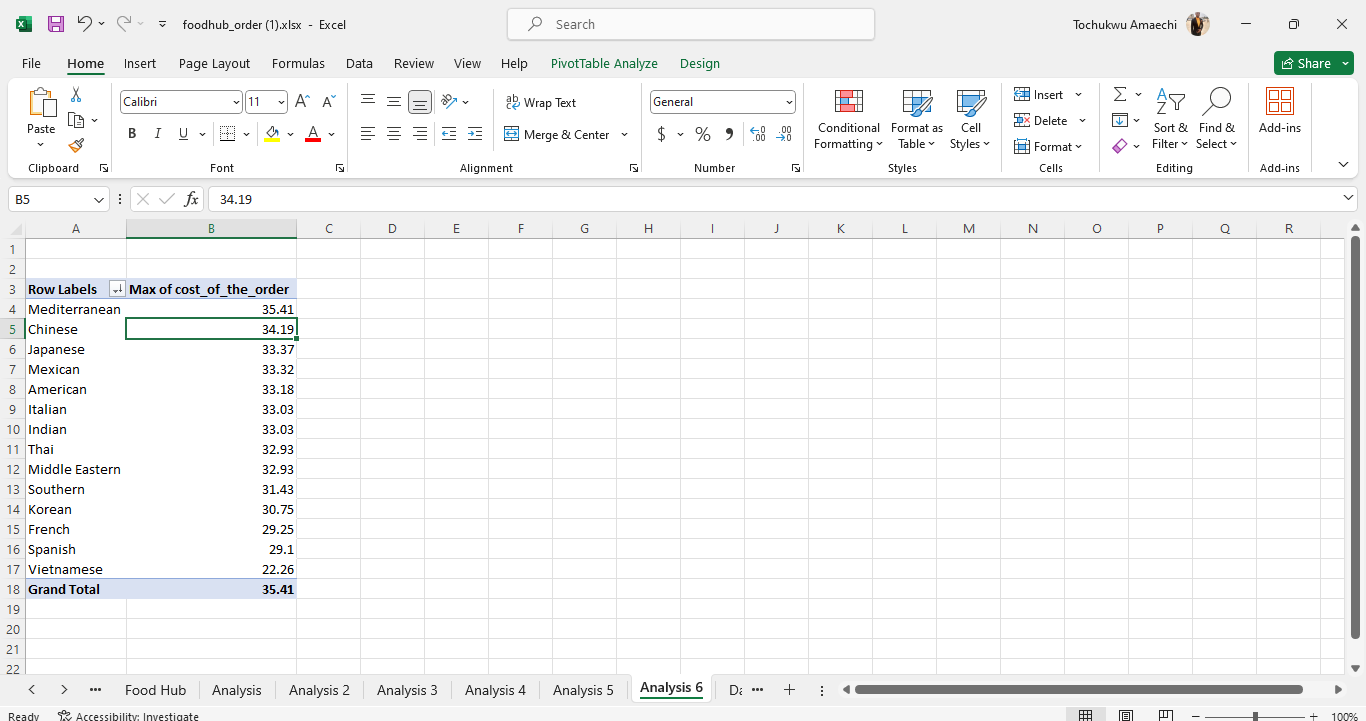 foodhub_order (1).xlsx - Excel
Search
Tochukwu Amaechi
File Home Insert Page Layout Formulas Data Review View Help PivotTable Analyze Design
Share
Calibri 11
ab Wrap Text
General
Insert
Σ
Paste
B I U A
Merge & Center
$ % 9
Conditional Formatting
Format as Table
Cell Styles
Delete
Format
Sort & Filter
Find & Select
Add-ins
Clipboard Font Alignment Number Styles Cells Editing Add-ins
B5 fx 34.19
A B C D E F G H I J K L M N O P Q R
1
2
3 Row Labels Max of cost_of_the_order
4 Mediterranean 35.41
5 Chinese 34.19
6 Japanese 33.37
7 Mexican 33.32
8 American 33.18
9 Italian 33.03
10 Indian 33.03
11 Thai 32.93
12 Middle Eastern 32.93
13 Southern 31.43
14 Korean 30.75
15 French 29.25
16 Spanish 29.1
17 Vietnamese 22.26
18 Grand Total 35.41
19
20
21
22
Food Hub Analysis Analysis 2 Analysis 3 Analysis 4 Analysis 5 Analysis 6 Da
Ready Accessibility: Investigate 100%